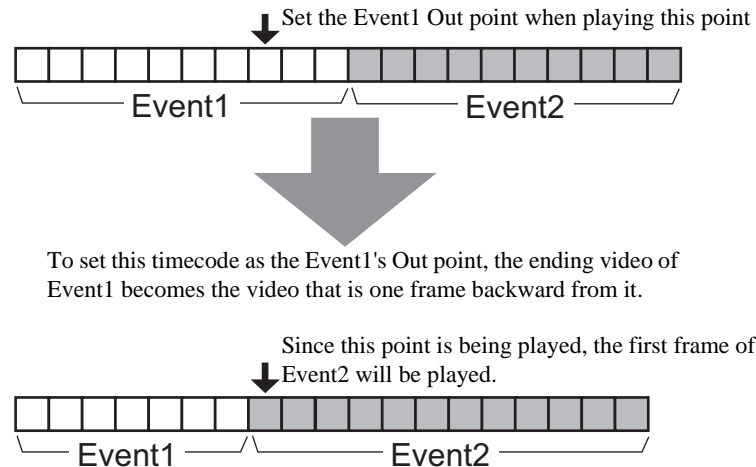 Set the Event1 Out point when playing this point
Event1
Event2
To set this timecode as the Event1's Out point, the ending video of
Event1 becomes the video that is one frame backward from it.
Since this point is being played, the first frame of
Event2 will be played.
Event1
Event2